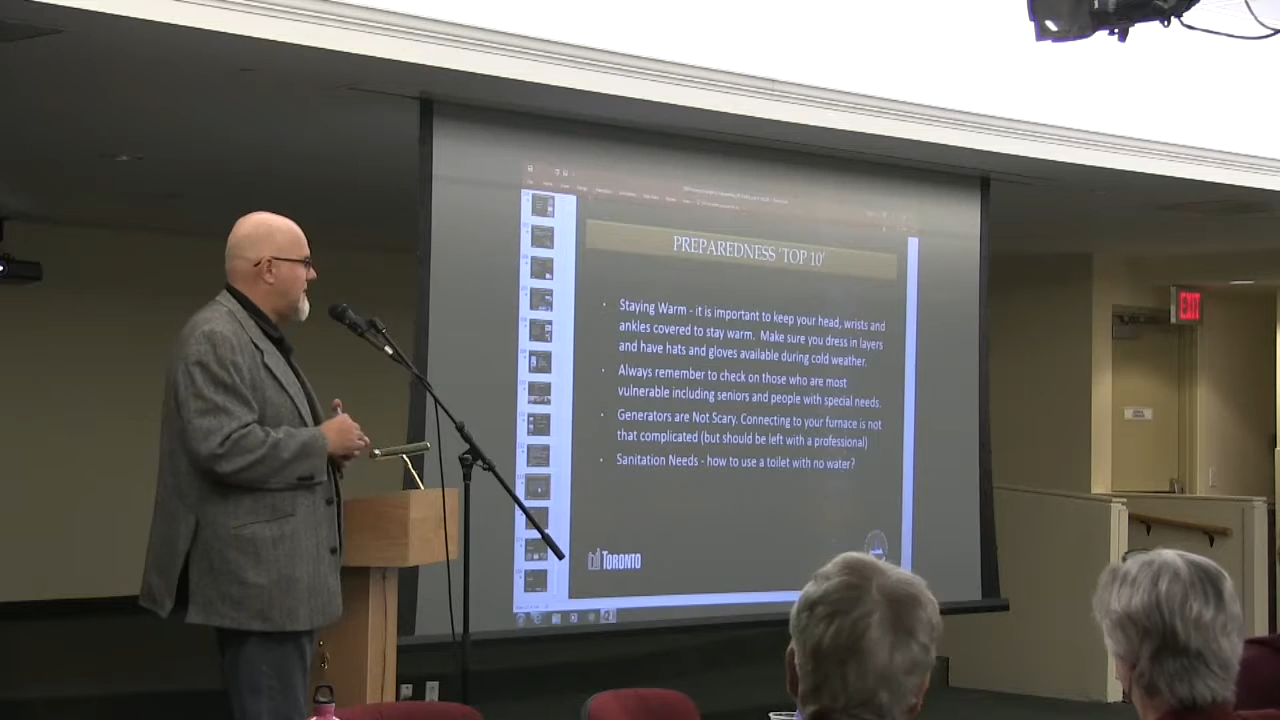 PREPAREDNESS 'TOP 10'
Staying Warm - it is important to keep your head, wrists and
ankles covered to stay warm. Make sure you dress in layers
and have hats and gloves available during cold weather.
Always remember to check on those who are most
vulnerable including seniors and people with special needs.
Generators are Not Scary. Connecting to your furnace is not
that complicated (but should be left with a professional)
Sanitation Needs - how to use a toilet with no water?
TORONTO
EXIT